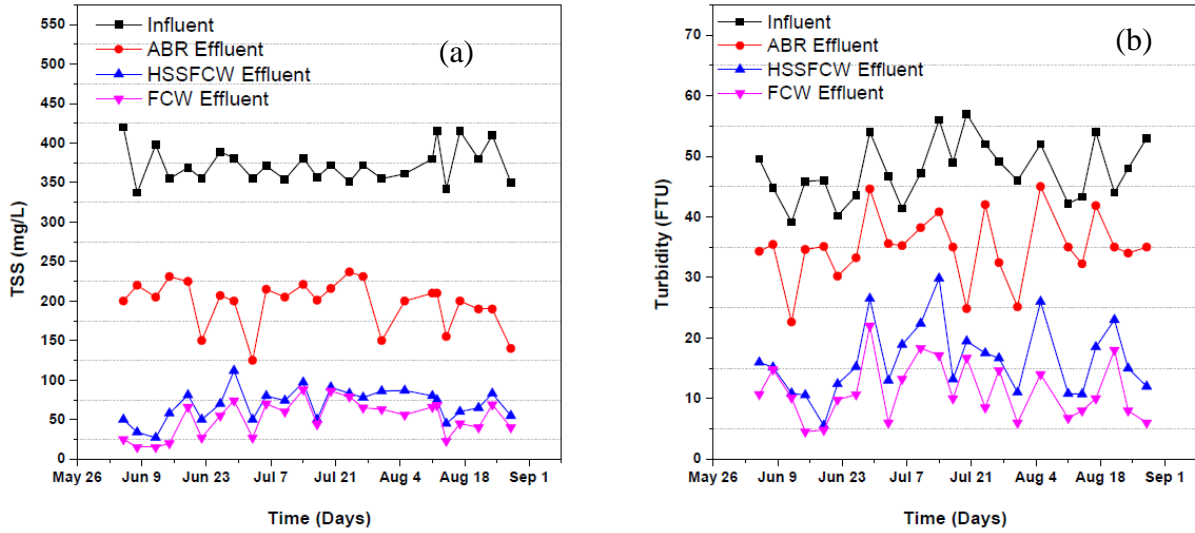 (a)
Influent
ABR Effluent
HSSFCW Effluent
FCW Effluent
TSS (mg/L)
550
500
450
400
350
300
250
200
150
100
50
0
May 26 Jun 9 Jun 23 Jul 7 Jul 21 Aug 4 Aug 18 Sep 1
Time (Days)
(b)
Influent
ABR Effluent
HSSFCW Effluent
FCW Effluent
Turbidity (FTU)
70
60
50
40
30
20
10
0
May 26 Jun 9 Jun 23 Jul 7 Jul 21 Aug 4 Aug 18 Sep 1
Time (Days)